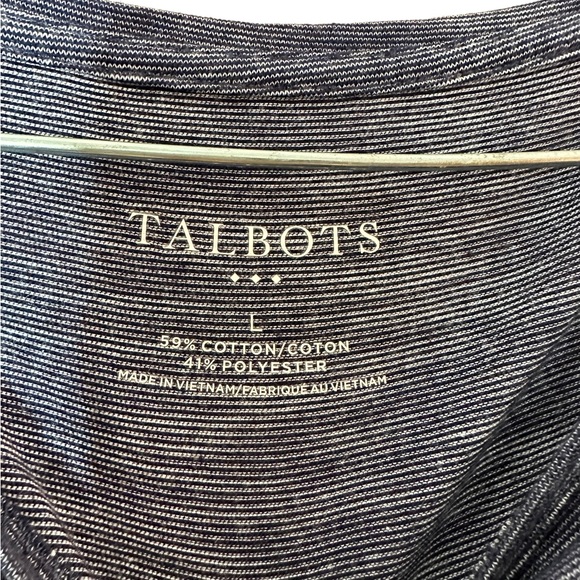 TALBOTS
L
59% COTTON/COTON
41% POLYESTER
MADE IN VIETNAM/FABRIQUE AU VIETNAM